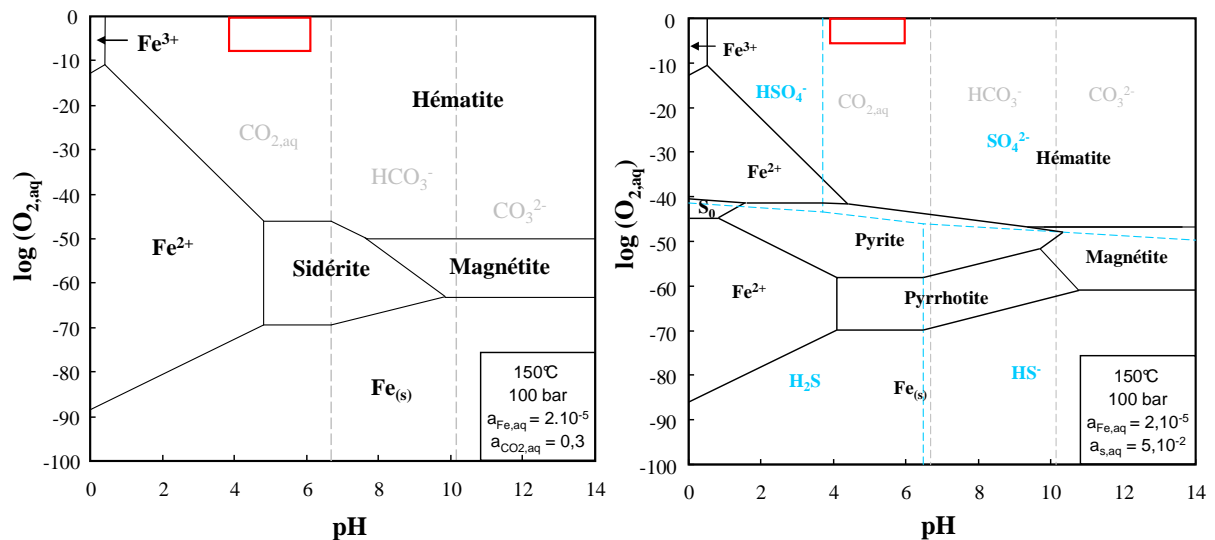 log (O2,aq)
0
-10
-20
-30
-40
-50
-60
-70
-80
-90
-100
Fe3+
Hématite
CO2,aq
HCO3-
CO32-
Fe2+
Sidérite
Magnétite
Fe(s)
150°C
100 bar
aFe,aq = 2.10-5
aCO2,aq = 0,3
0 2 4 6 8 10 12 14
pH
log (O2,aq)
0
-10
-20
-30
-40
-50
-60
-70
-80
-90
-100
Fe3+
HSO4-
CO2,aq
HCO3-
CO32-
SO42-
Hématite
Fe2+
S0
Pyrite
Magnétite
Fe2+
Pyrrhotite
H2S
Fe(s)
HS-
150°C
100 bar
aFe,aq = 2,10-5
as,aq = 5,10-2
0 2 4 6 8 10 12 14
pH